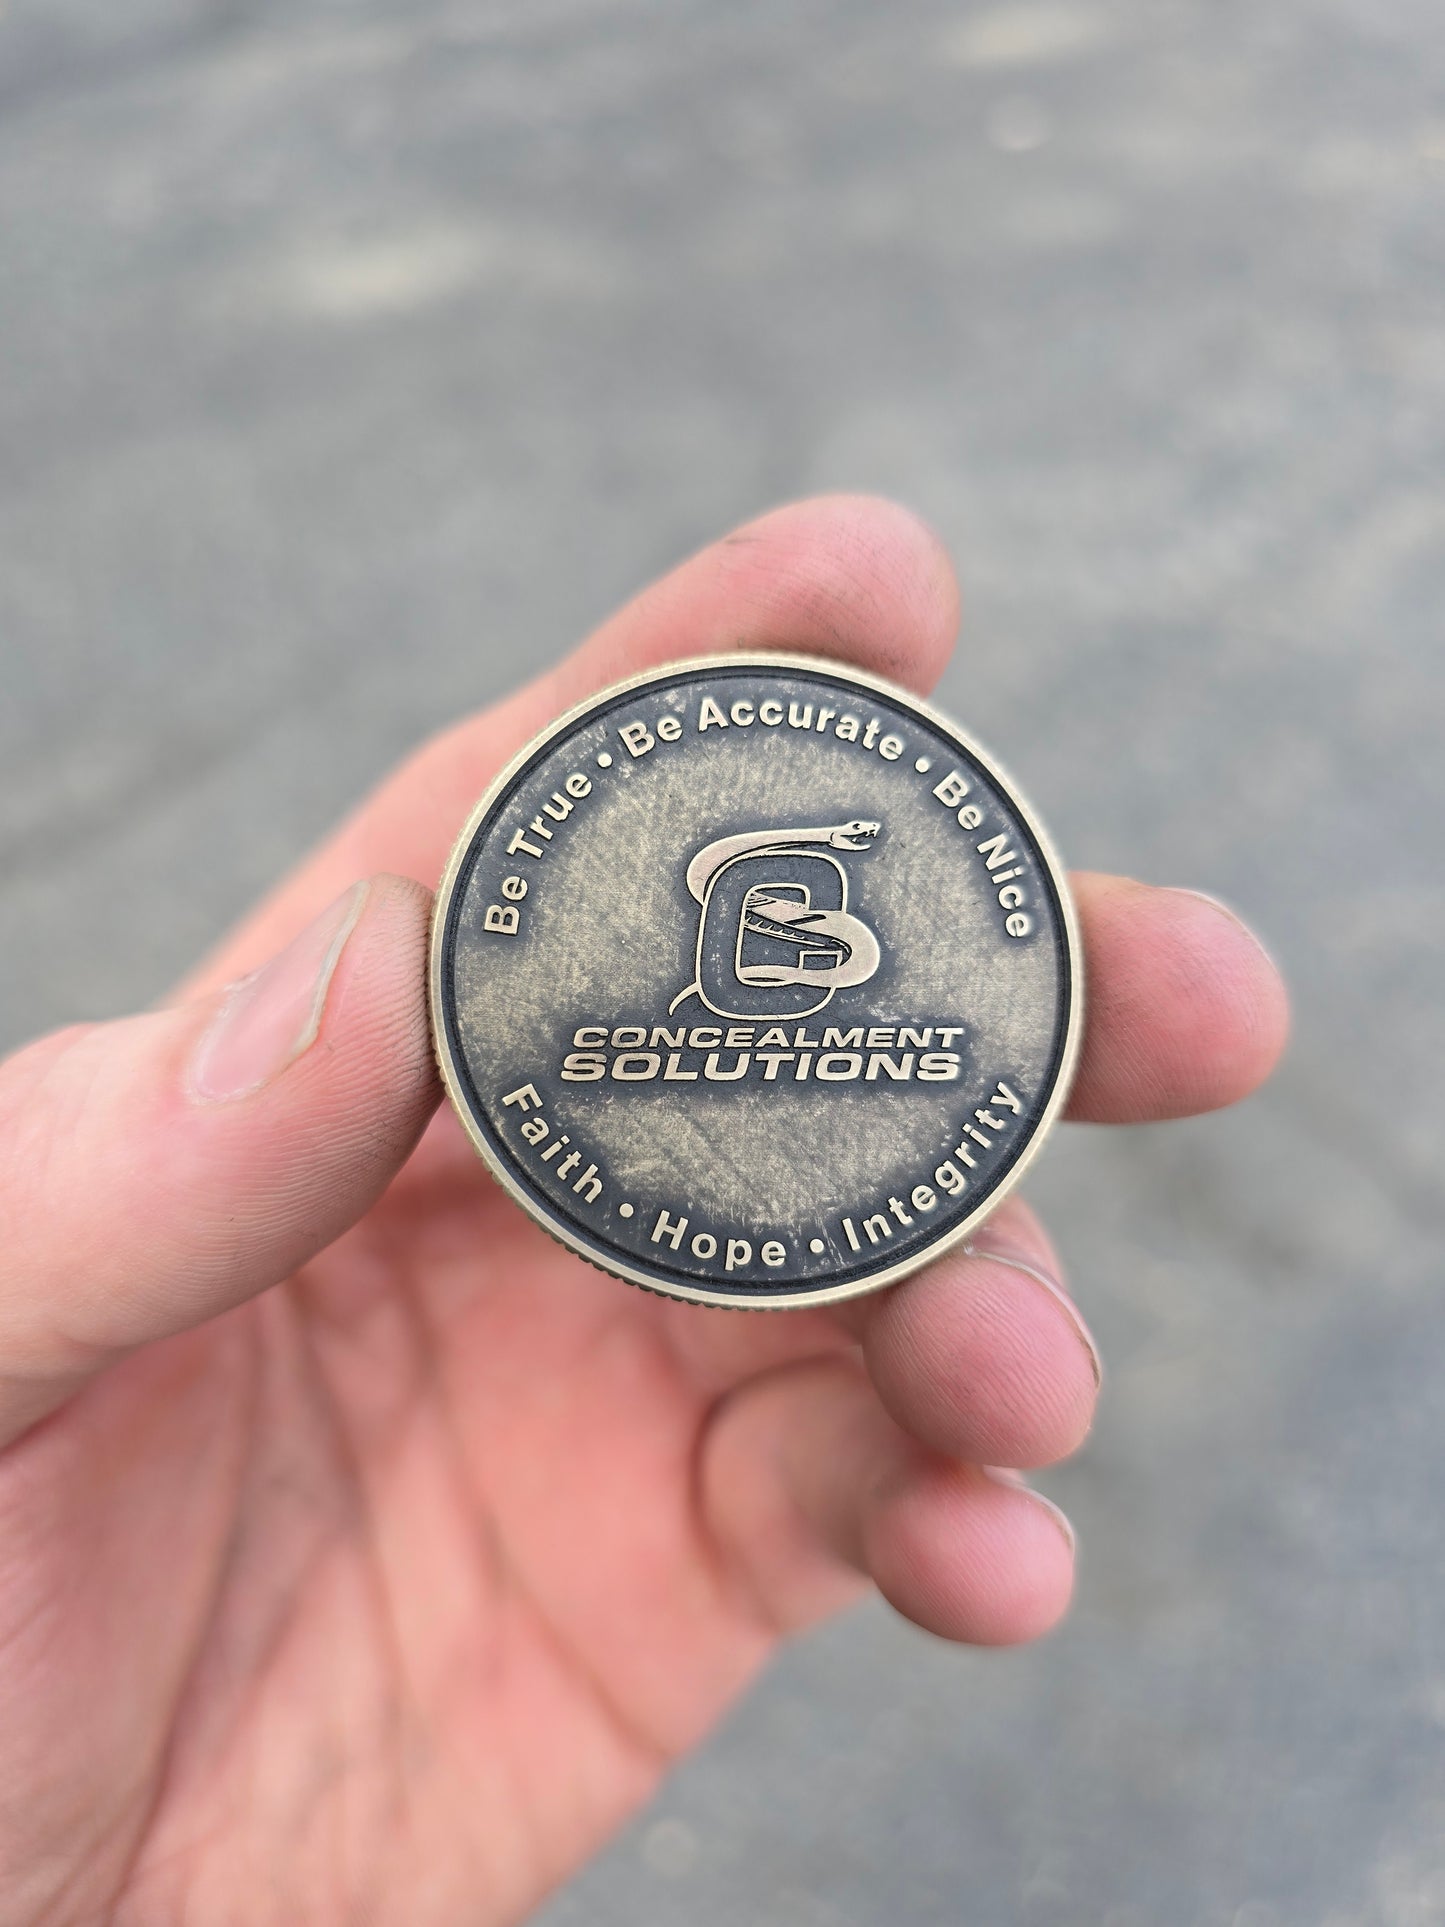 Be True • Be Accurate • Be Nice
CONCEALMENT
SOLUTIONS
Faith • Hope • Integrity